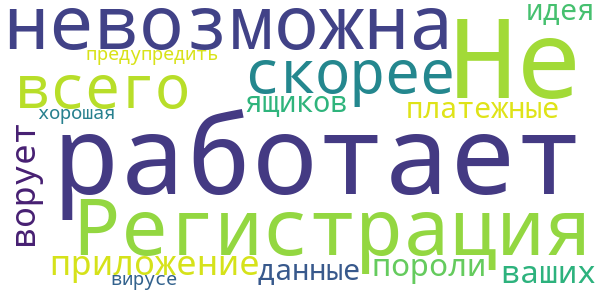 невозможна
Не
идея
предупредить
всего
скорее
ящиков
платежные
хорошая
работает
ворует
Регистрация
приложение
данные
пороли
ваших
вирусе